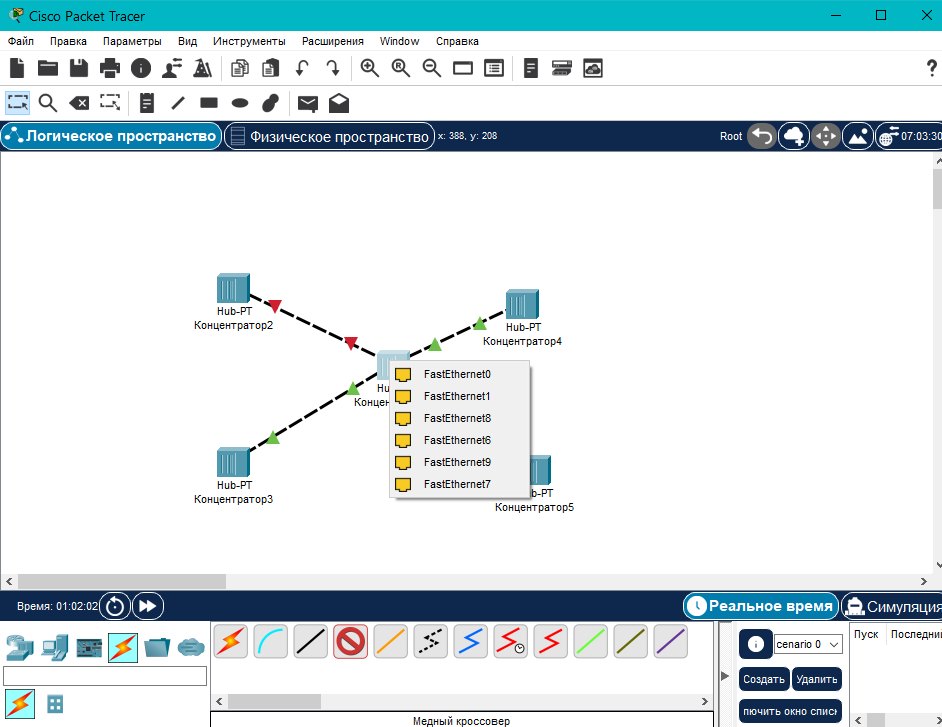 Cisco Packet Tracer
Файл Правка Параметры Вид Инструменты Расширения Window Справка
Логическое пространство Физическое пространство x: 388, y: 208 Root 07:03:30
Hub-PT
Концентратор2
Hub-PT
Концентратор4
FastEthernet0
FastEthernet1
FastEthernet8
FastEthernet6
FastEthernet9
FastEthernet7
Hu
Концен
Hub-PT
Концентратор3
b-PT
Концентратор5
Время: 01:02:02 Реальное время Симуляция
cenario 0
Пуск Последни
Создать Удалить
лючить окно списк
Медный кроссовер